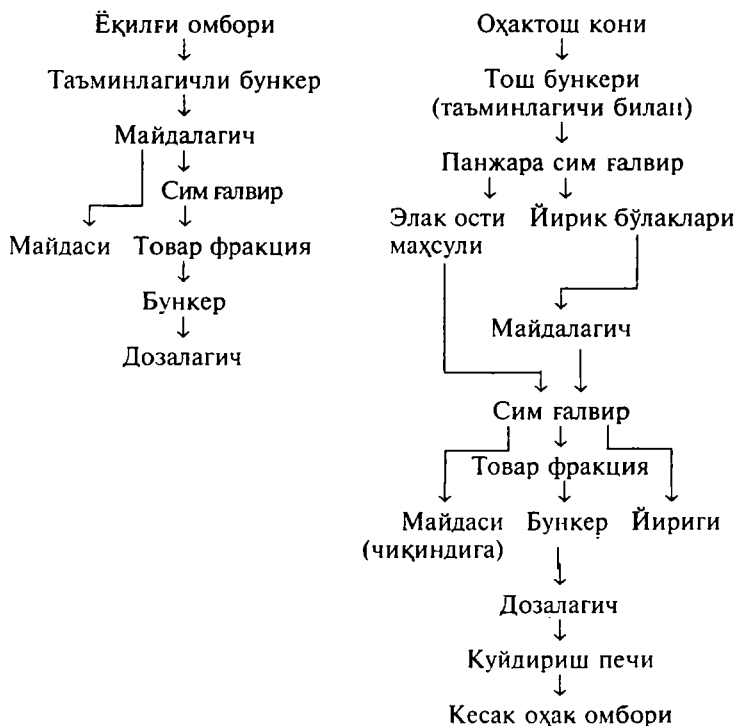 Ёқилғи омбори
Таъминлагичли бункер
Майдалагич
Сим ғалвир
Майдаси Товар фракция
Бункер
Дозалагич
Оҳактош кони
Тош бункери
(таъминлагичи билан)
Панжара сим ғалвир
Элак ости Йирик бўлаклари
маҳсули
Майдалагич
Сим ғалвир
Товар фракция
Майдаси Бункер Йириги
(чиқиндига)
Дозалагич
Куйдириш печи
Кесак оҳак омбори